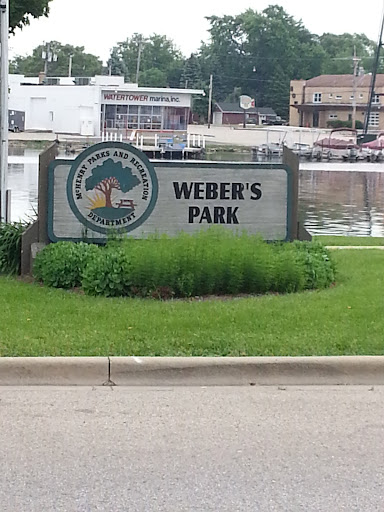 WATERTOWER marina, inc.
McHENRY PARKS AND RECREATION
DEPARTMENT
WEBER'S
PARK